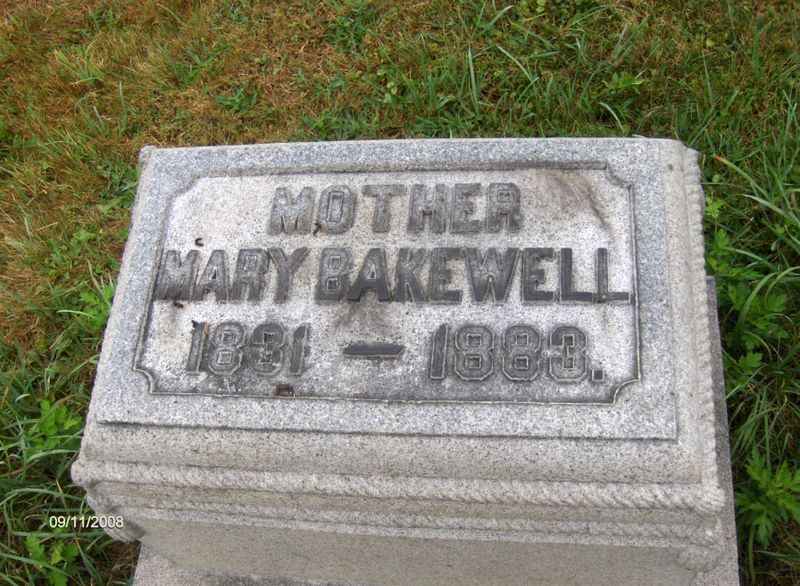 MOTHER
MARY BAKEWELL
1831 — 1883.
09/11/2008